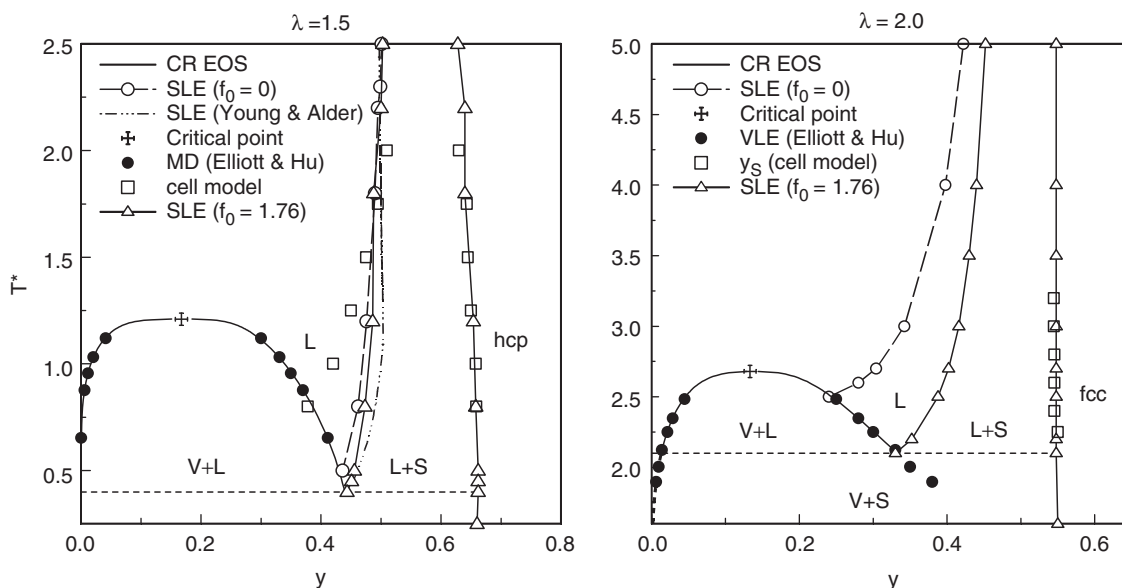 λ =1.5
2.5
2.0
1.5
1.0
0.5
T*
CR EOS
SLE (f0 = 0)
SLE (Young & Alder)
Critical point
MD (Elliott & Hu)
cell model
SLE (f0 = 1.76)
L
hcp
V+L
L+S
0.0
0.2
0.4
0.6
0.8
y
λ = 2.0
5.0
4.5
4.0
3.5
3.0
2.5
2.0
CR EOS
SLE (f0 = 0)
Critical point
VLE (Elliott & Hu)
yS (cell model)
SLE (f0 = 1.76)
L
fcc
V+L
L+S
V+S
0.0
0.2
0.4
0.6
y